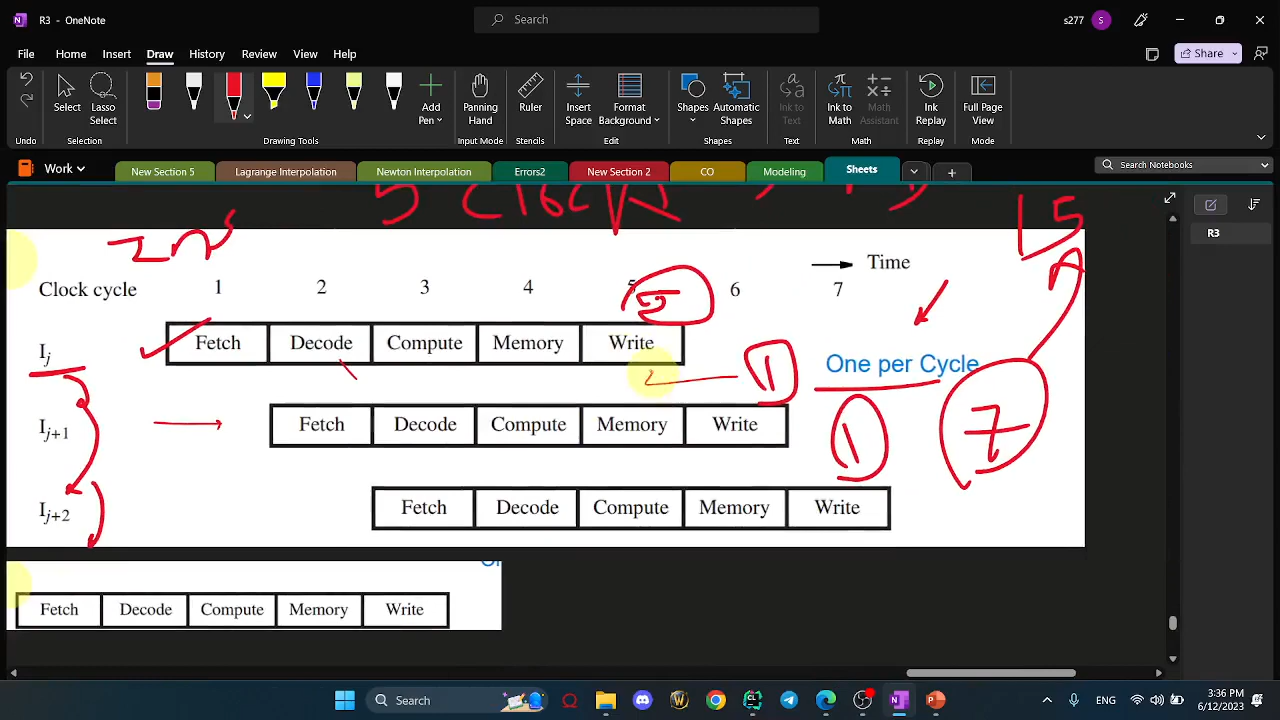 R3 - OneNote
Search
s277
S
File Home Insert Draw History Review View Help
Share
Undo
Select
Lasso Select
Add Pen
Panning Hand
Ruler
Insert Space
Format Background
Shapes
Automatic Shapes
Ink to Text
Ink to Math
Math Assistant
Ink Replay
Full Page View
Undo
Drawing Tools
Input Mode
Stencils
Edit
Shapes
Text
Math
Replay
Mode
Work
New Section 5
Lagrange Interpolation
Newton Interpolation
Errors2
New Section 2
CO
Modeling
Sheets
Search Notebooks
R3
5 Clock
15
2ns
Time
Clock cycle 1 2 3 4 5 6 7
5
Ij Fetch Decode Compute Memory Write
1
One per Cycle
Ij+1 Fetch Decode Compute Memory Write
1
7
Ij+2 Fetch Decode Compute Memory Write
Fetch Decode Compute Memory Write
Search
ENG
3:36 PM
6/12/2023